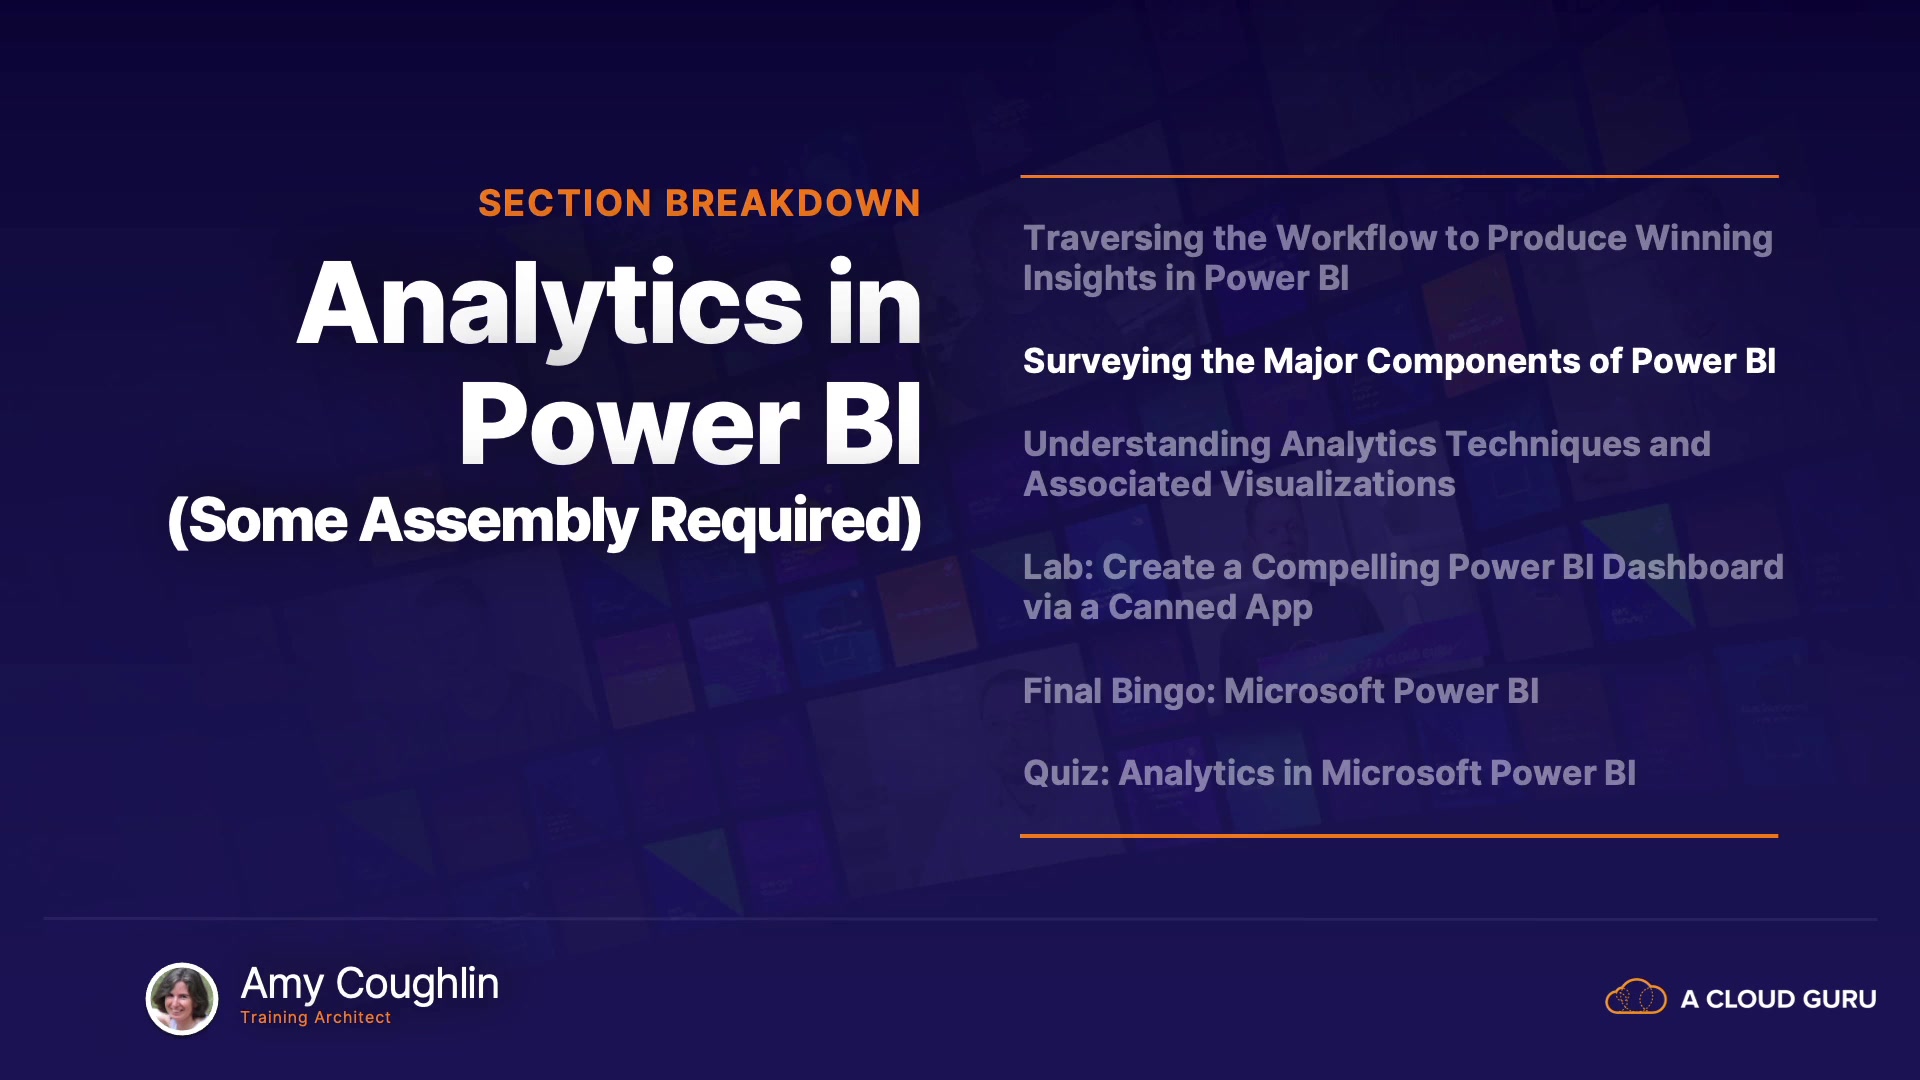 SECTION BREAKDOWN
Analytics in
Power BI
(Some Assembly Required)
Traversing the Workflow to Produce Winning
Insights in Power BI
Surveying the Major Components of Power BI
Understanding Analytics Techniques and
Associated Visualizations
Lab: Create a Compelling Power BI Dashboard
via a Canned App
Final Bingo: Microsoft Power BI
Quiz: Analytics in Microsoft Power BI
Amy Coughlin
Training Architect
A CLOUD GURU